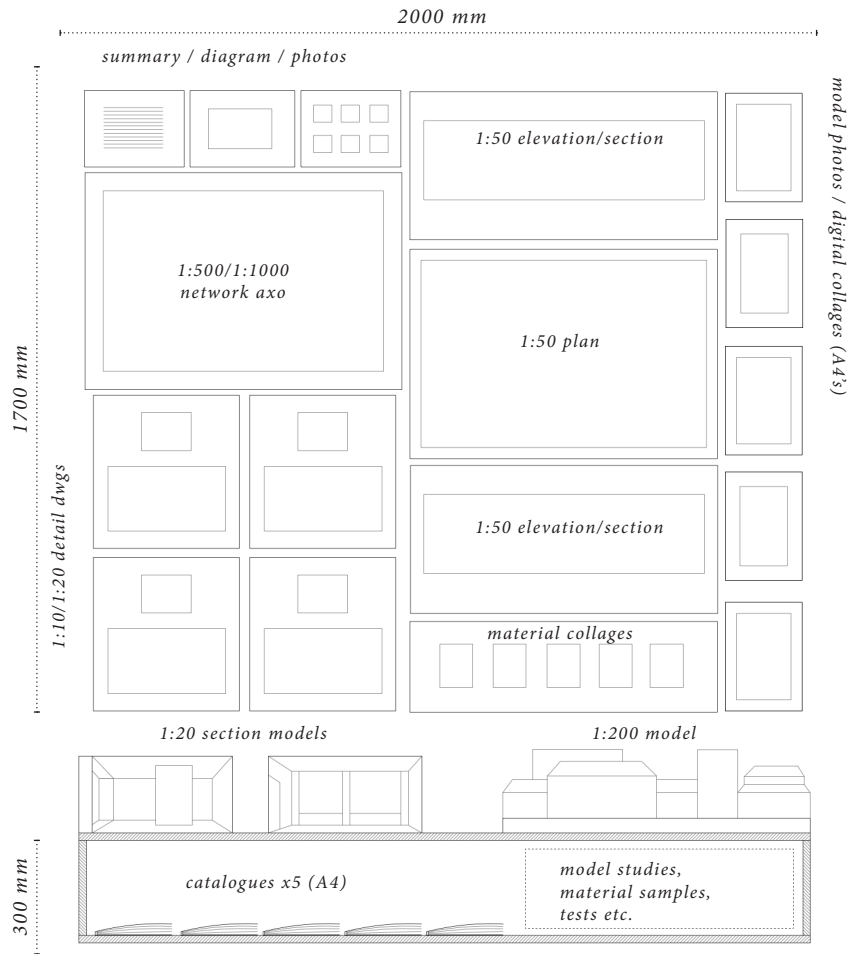 2000 mm
summary / diagram / photos
model photos / digital collages (A4's)
1:50 elevation/section
1:500/1:1000
network axo
1:50 plan
1700 mm
1:10/1:20 detail dwgs
1:50 elevation/section
material collages
1:20 section models
1:200 model
300 mm
catalogues x5 (A4)
model studies,
material samples,
tests etc.